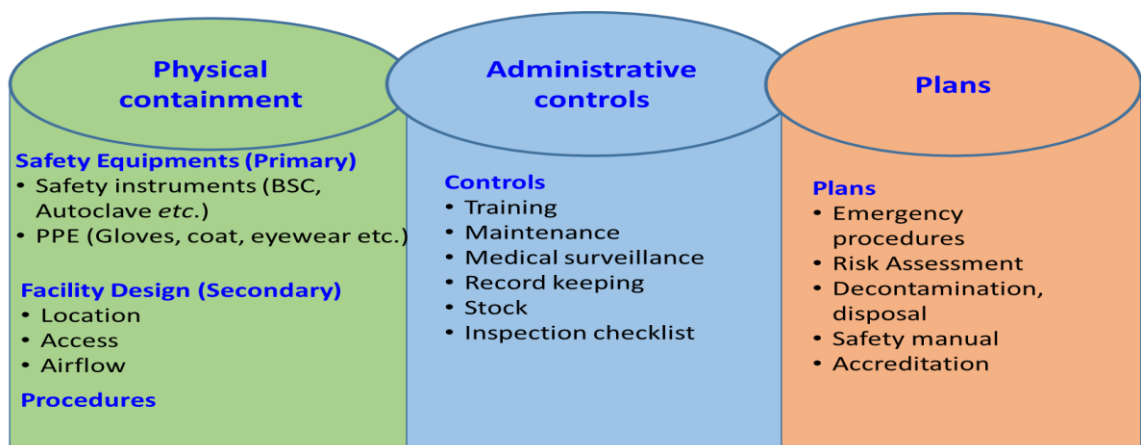 Physical
containment
Safety Equipments (Primary)
• Safety instruments (BSC,
Autoclave etc.)
• PPE (Gloves, coat, eyewear etc.)
Facility Design (Secondary)
• Location
• Access
• Airflow
Procedures
Administrative
controls
Controls
• Training
• Maintenance
• Medical surveillance
• Record keeping
• Stock
• Inspection checklist
Plans
Plans
• Emergency
procedures
• Risk Assessment
• Decontamination,
disposal
• Safety manual
• Accreditation